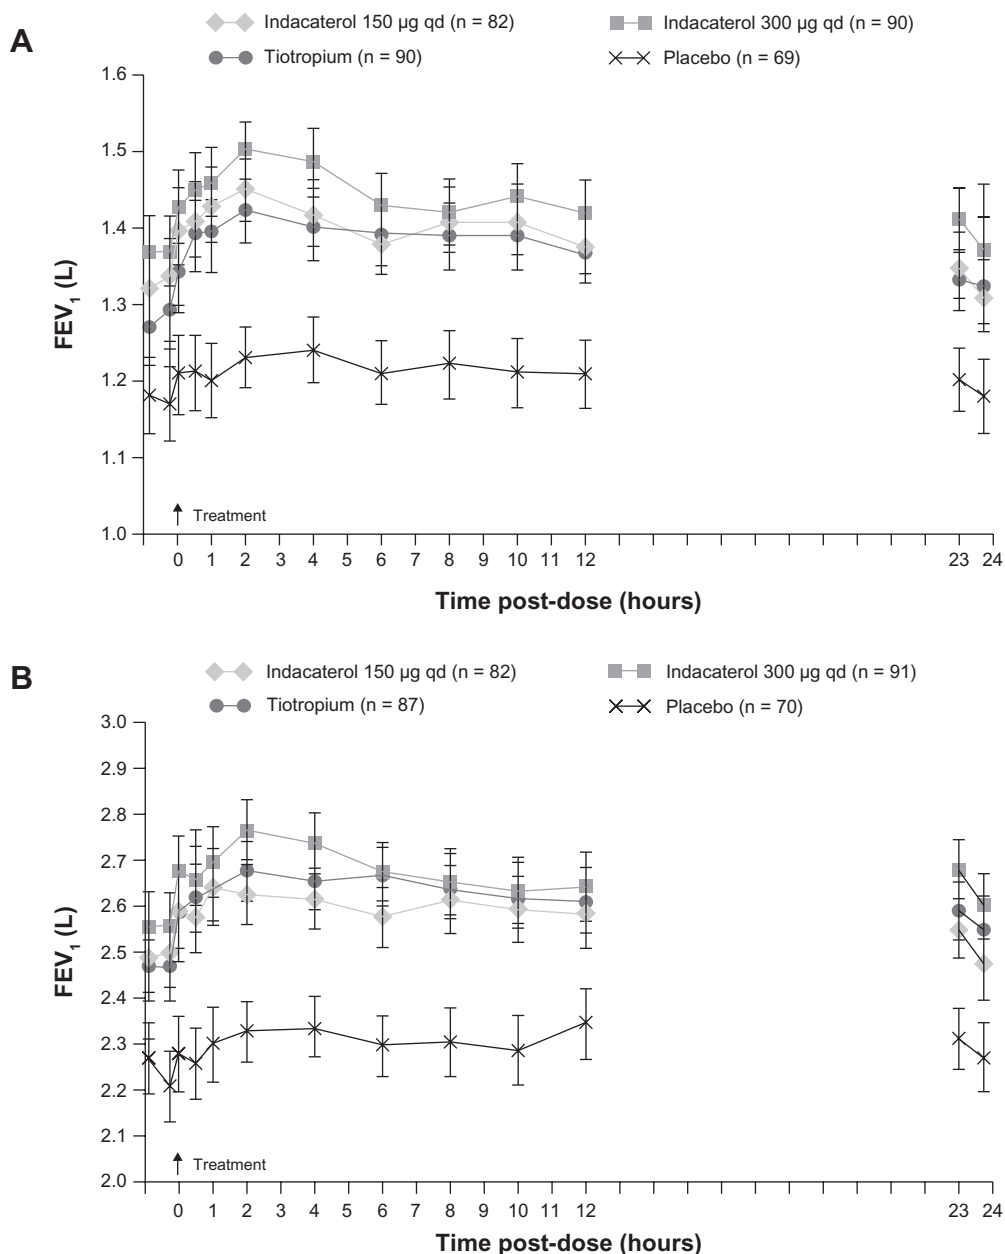 A
Indacaterol 150 µg qd (n = 82)
Indacaterol 300 µg qd (n = 90)
Tiotropium (n = 90)
Placebo (n = 69)
FEV1 (L)
1.6
1.5
1.4
1.3
1.2
1.1
1.0
Treatment
0 1 2 3 4 5 6 7 8 9 10 11 12 23 24
Time post-dose (hours)
B
Indacaterol 150 µg qd (n = 82)
Indacaterol 300 µg qd (n = 91)
Tiotropium (n = 87)
Placebo (n = 70)
FEV1 (L)
3.0
2.9
2.8
2.7
2.6
2.5
2.4
2.3
2.2
2.1
2.0
Treatment
0 1 2 3 4 5 6 7 8 9 10 11 12 23 24
Time post-dose (hours)